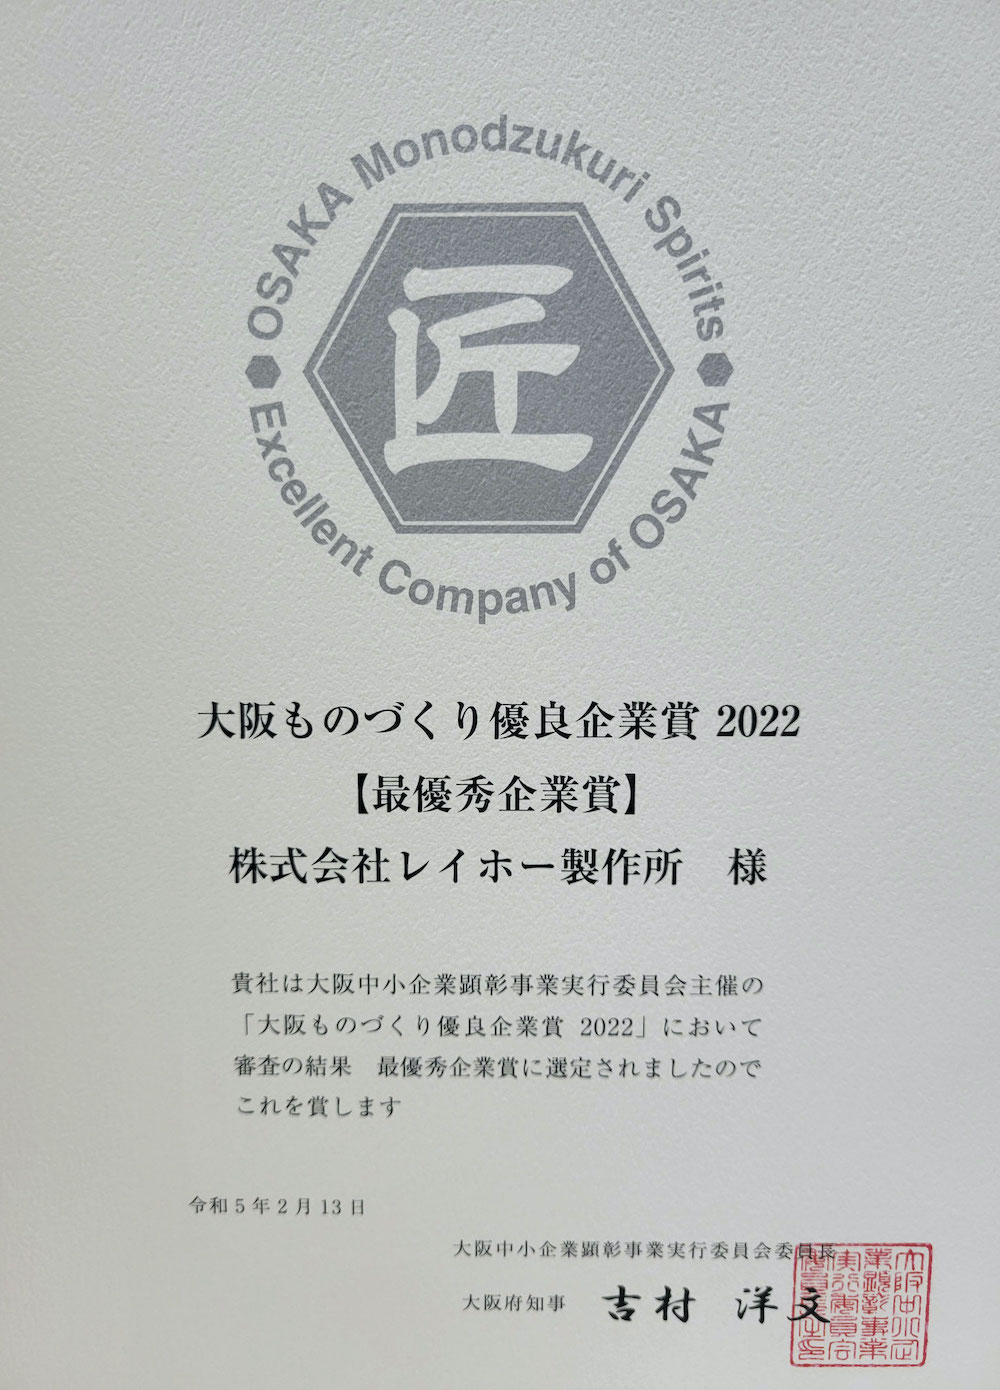 OSAKA Monodzukuri Spirits
匠
Excellent Company of OSAKA
大阪ものづくり優良企業賞 2022
【最優秀企業賞】
株式会社レイホー製作所　様
貴社は大阪中小企業顕彰事業実行委員会主催の
「大阪ものづくり優良企業賞 2022」において
審査の結果　最優秀企業賞に選定されましたので
これを賞します
令和5年2月13日
大阪中小企業顕彰事業実行委員会委員長
大阪府知事　吉村　洋文